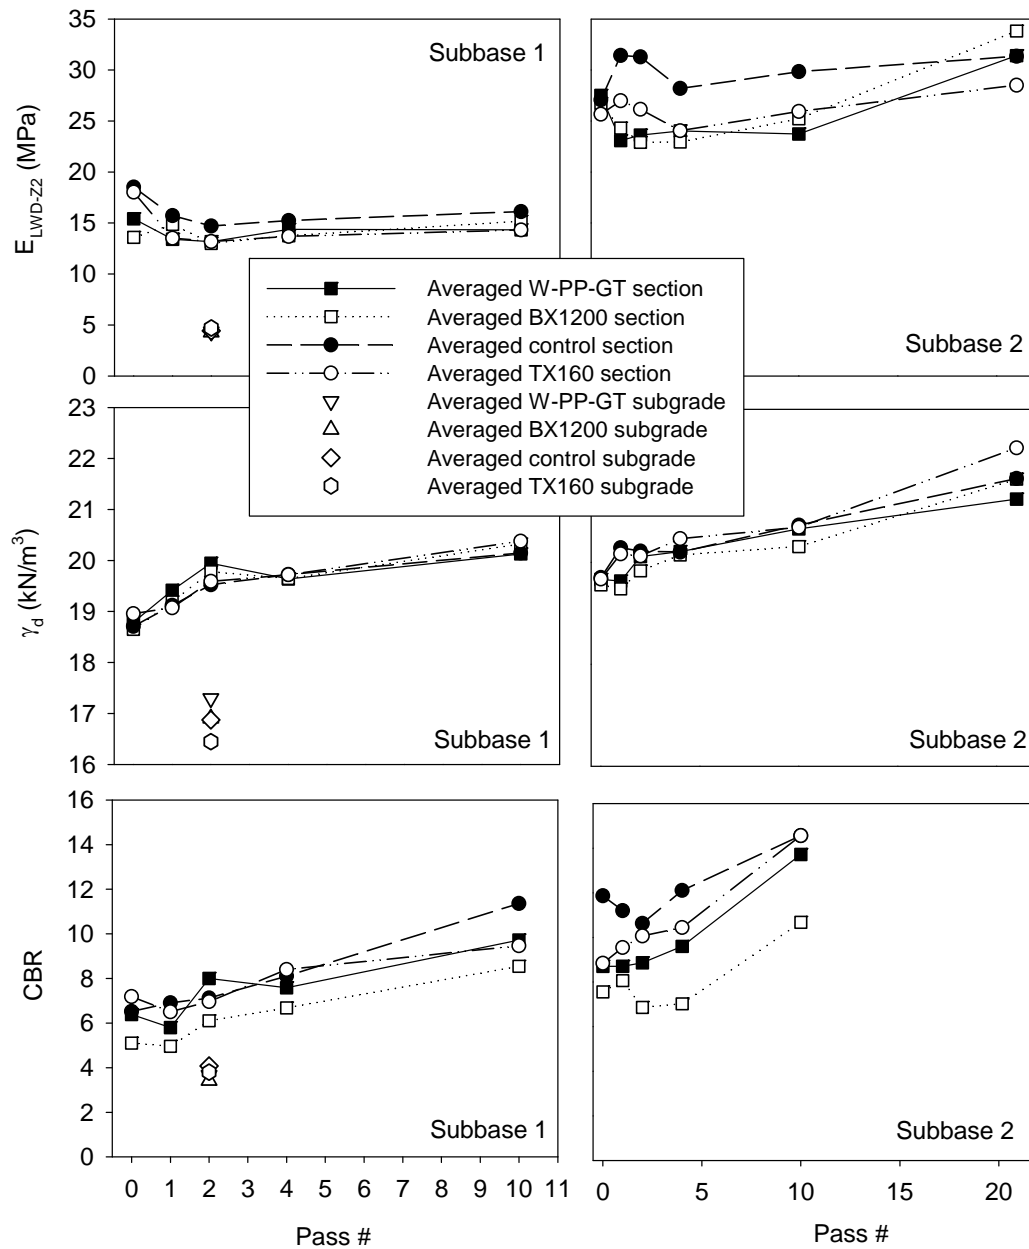 35
30
25
20
15
10
5
0
E_LWD-Z2 (MPa)
Subbase 1
Subbase 2
Averaged W-PP-GT section
Averaged BX1200 section
Averaged control section
Averaged TX160 section
Averaged W-PP-GT subgrade
Averaged BX1200 subgrade
Averaged control subgrade
Averaged TX160 subgrade
23
22
21
20
19
18
17
16
γ_d (kN/m³)
Subbase 1
Subbase 2
16
14
12
10
8
6
4
2
0
CBR
Subbase 1
Subbase 2
0 1 2 3 4 5 6 7 8 9 10 11
Pass #
0 5 10 15 20
Pass #